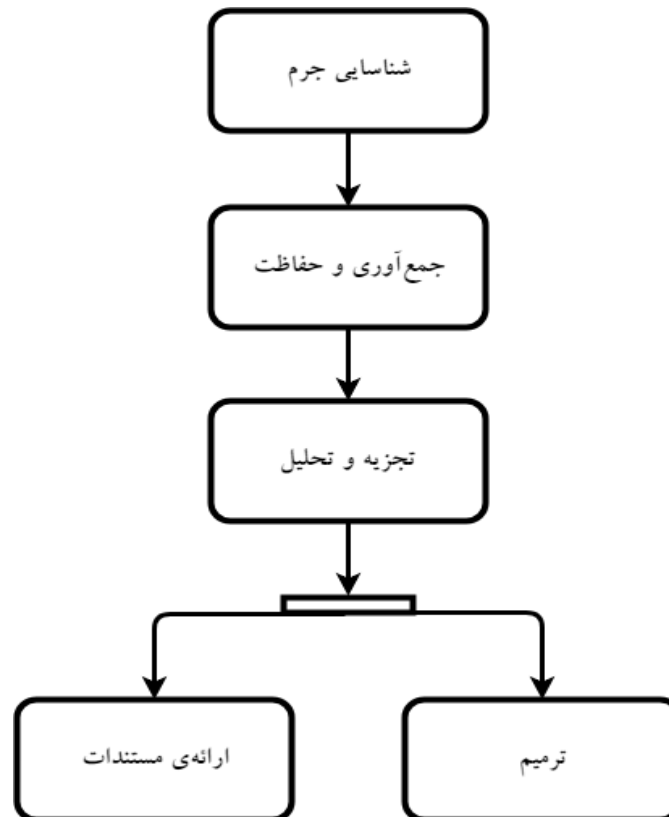 شناسایی جرم
جمع‌آوری و حفاظت
تجزیه و تحلیل
ترمیم
ارائه‌ی مستندات